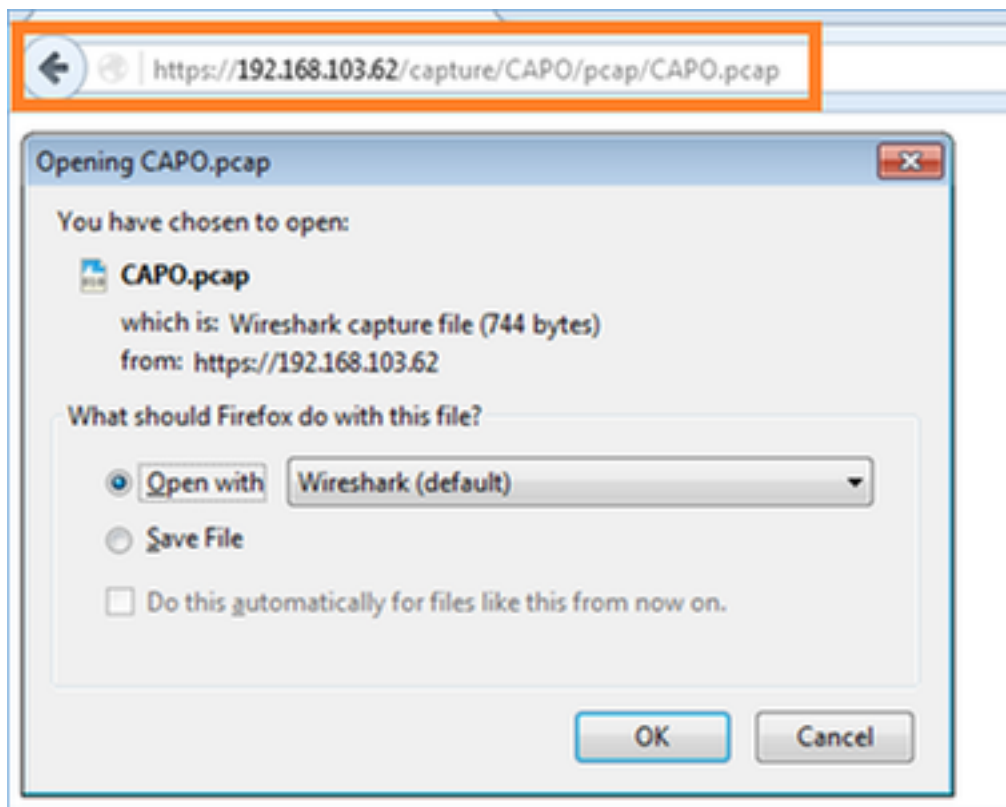 https://192.168.103.62/capture/CAPO/pcap/CAPO.pcap
Opening CAPO.pcap
You have chosen to open:
CAPO.pcap
which is: Wireshark capture file (744 bytes)
from: https://192.168.103.62
What should Firefox do with this file?
Open with Wireshark (default)
Save File
Do this automatically for files like this from now on.
OK Cancel